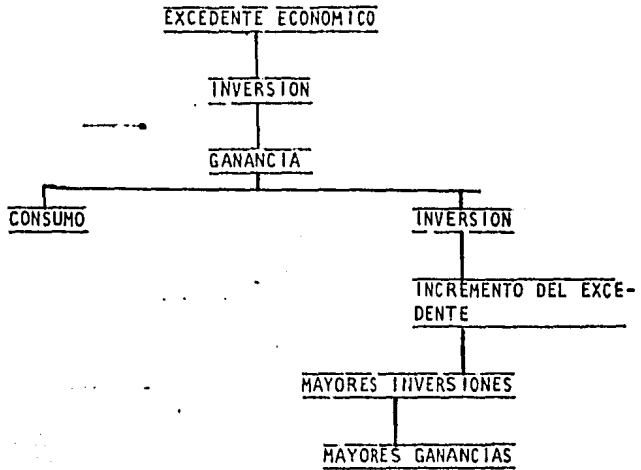 EXCEDENTE ECONOMICO
INVERSION
GANANCIA
CONSUMO
INVERSION
INCREMENTO DEL EXCE-
DENTE
MAYORES INVERSIONES
MAYORES GANANCIAS